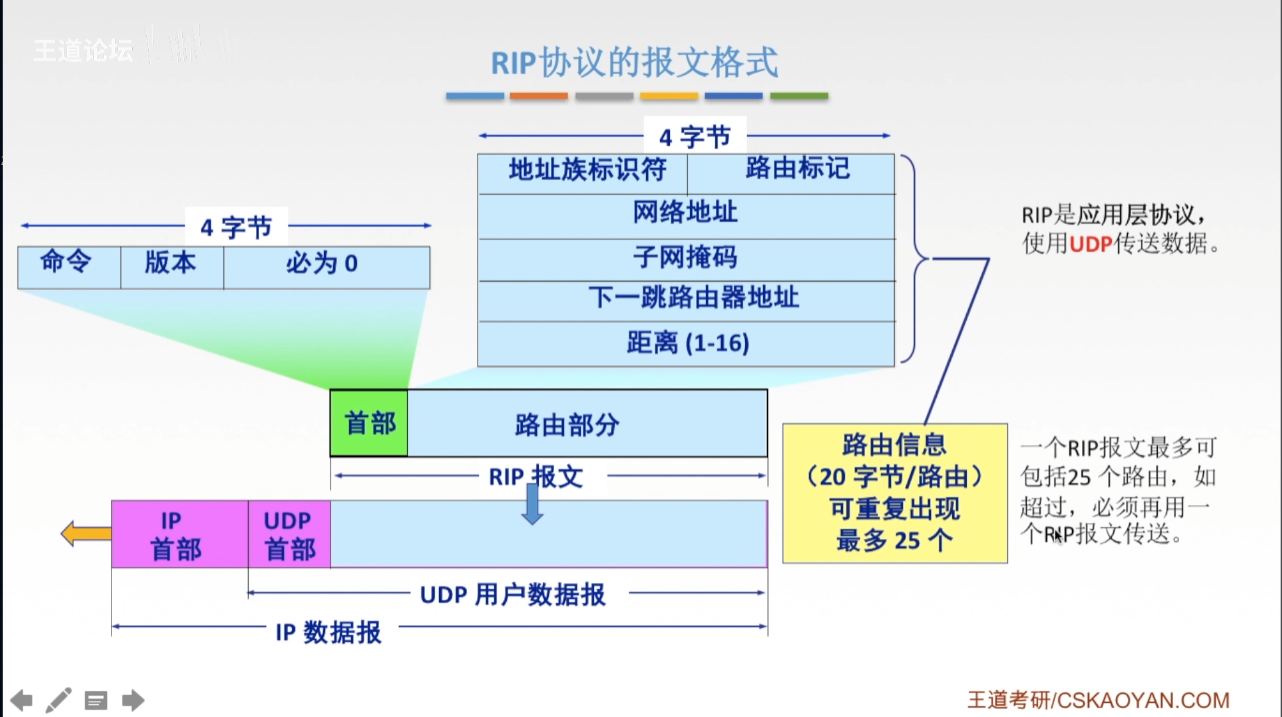 王道论坛
RIP协议的报文格式
4 字节
地址族标识符 路由标记
网络地址
子网掩码
下一跳路由器地址
距离 (1-16)
4 字节
命令 版本 必为 0
RIP是应用层协议，
使用UDP传送数据。
首部 路由部分
RIP 报文
路由信息
（20 字节/路由）
可重复出现
最多 25 个
一个RIP报文最多可
包括25 个路由，如
超过，必须再用一
个RIP报文传送。
IP
首部
UDP
首部
UDP 用户数据报
IP 数据报
王道考研/CSKAOYAN.COM